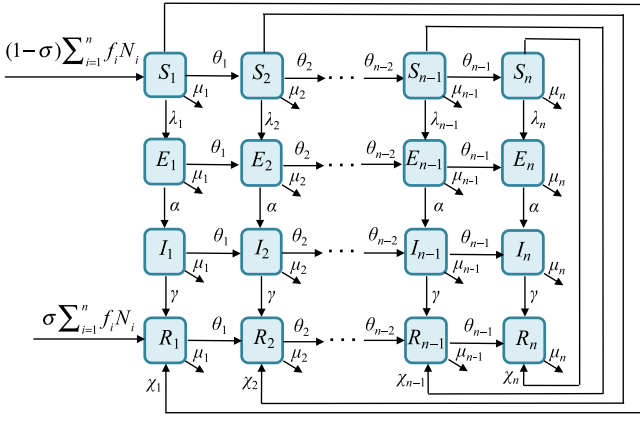 (1−σ)∑ⁿᵢ₌₁ fᵢNᵢ
S₁ θ₁ S₂ θ₂ · · · θₙ₋₂ Sₙ₋₁ θₙ₋₁ Sₙ
μ₁ μ₂ μₙ₋₁ μₙ
λ₁ λ₂ λₙ₋₁ λₙ
E₁ θ₁ E₂ θ₂ · · · θₙ₋₂ Eₙ₋₁ θₙ₋₁ Eₙ
μ₁ μ₂ μₙ₋₁ μₙ
α α α α
I₁ θ₁ I₂ θ₂ · · · θₙ₋₂ Iₙ₋₁ θₙ₋₁ Iₙ
μ₁ μ₂ μₙ₋₁ μₙ
γ γ γ γ
σ∑ⁿᵢ₌₁ fᵢNᵢ
R₁ θ₁ R₂ θ₂ · · · θₙ₋₂ Rₙ₋₁ θₙ₋₁ Rₙ
μ₁ μ₂ μₙ₋₁ μₙ
χ₁ χ₂ χₙ₋₁ χₙ